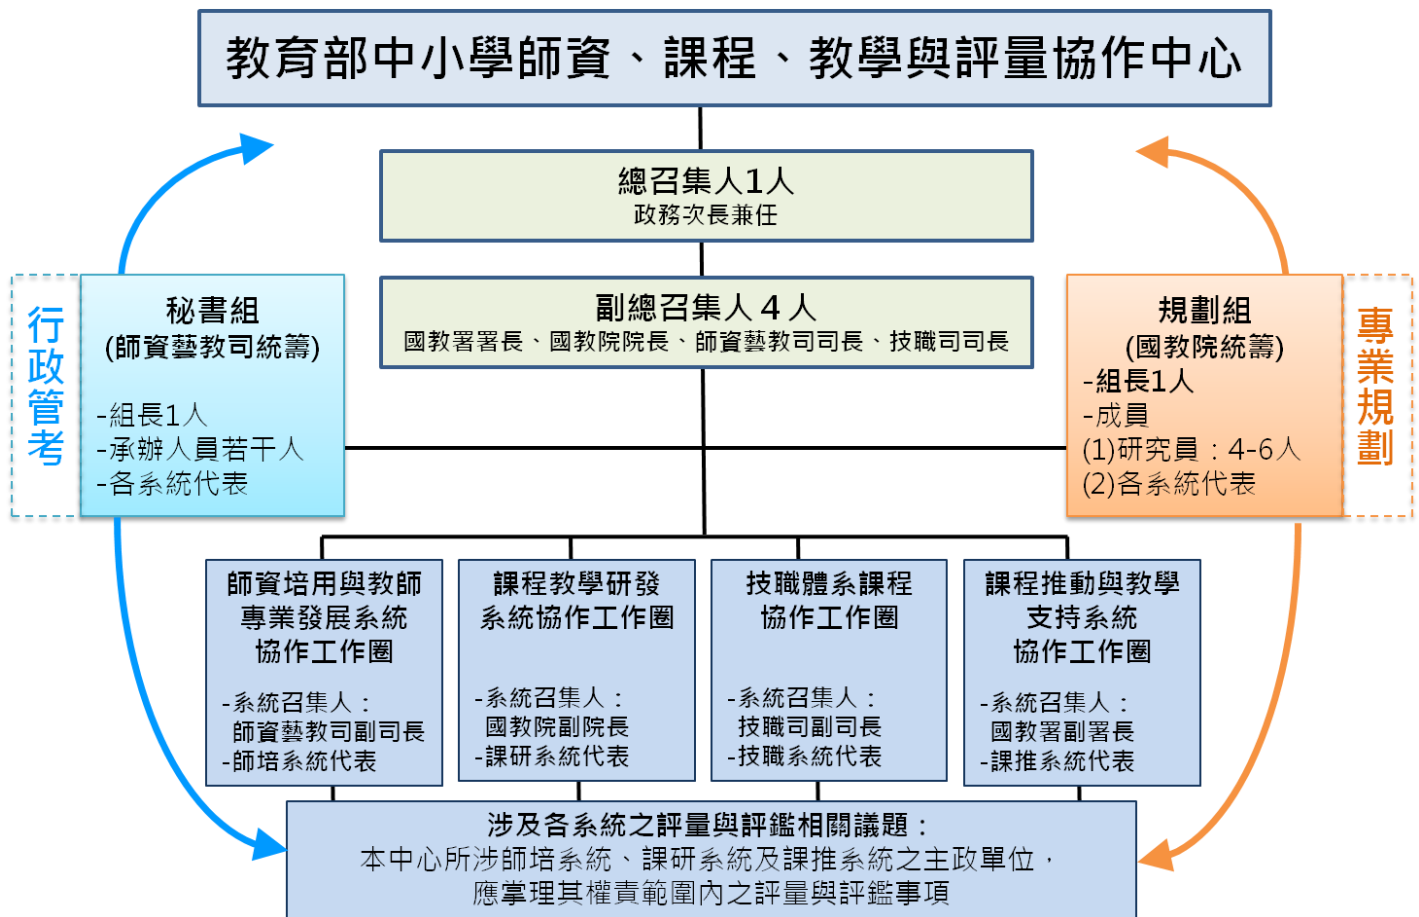 教育部中小學師資、課程、教學與評量協作中心
總召集人1人
政務次長兼任
副總召集人４人
國教署署長、國教院院長、師資藝教司司長、技職司司長
行政管考
秘書組
(師資藝教司統籌)
-組長1人
-承辦人員若干人
-各系統代表
規劃組
(國教院統籌)
-組長1人
-成員
(1)研究員：4-6人
(2)各系統代表
專業規劃
師資培用與教師
專業發展系統
協作工作圈
-系統召集人：
師資藝教司副司長
-師培系統代表
課程教學研發
系統協作工作圈
-系統召集人：
國教院副院長
-課研系統代表
技職體系課程
協作工作圈
-系統召集人：
技職司副司長
-技職系統代表
課程推動與教學
支持系統
協作工作圈
-系統召集人：
國教署副署長
-課推系統代表
涉及各系統之評量與評鑑相關議題：
本中心所涉師培系統、課研系統及課推系統之主政單位，
應掌理其權責範圍內之評量與評鑑事項